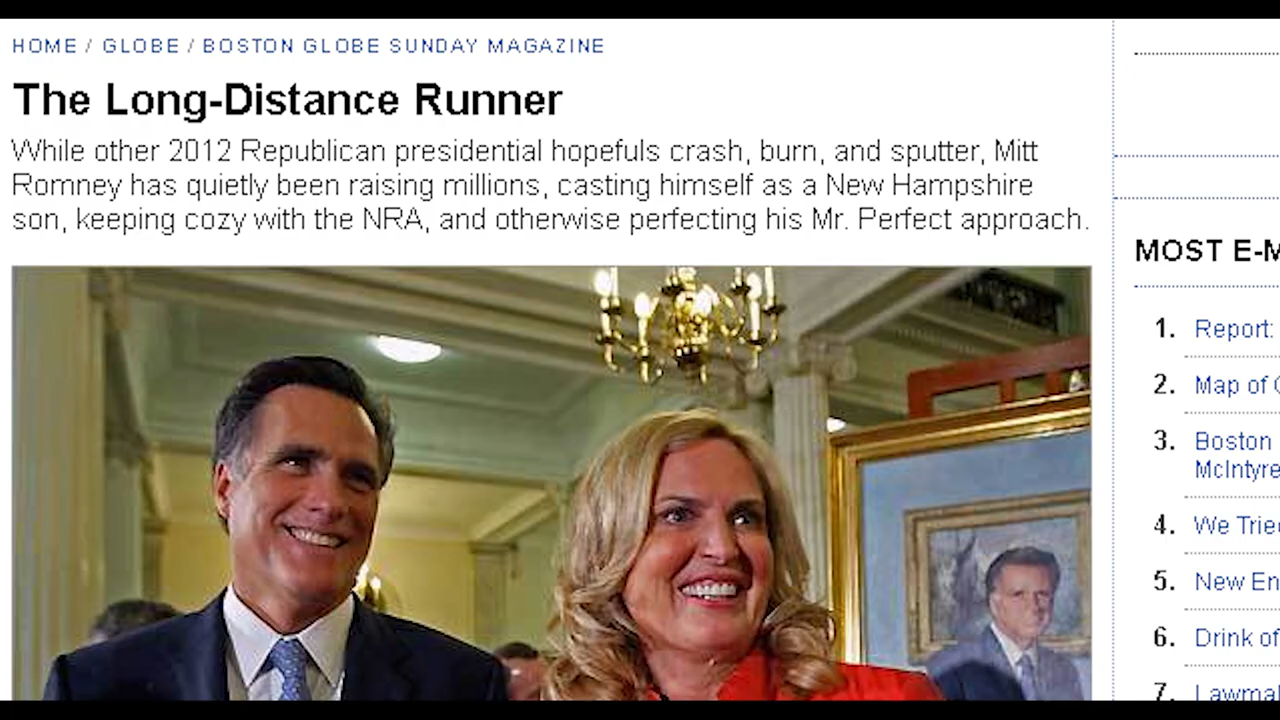 HOME / GLOBE / BOSTON GLOBE SUNDAY MAGAZINE
The Long-Distance Runner
While other 2012 Republican presidential hopefuls crash, burn, and sputter, Mitt
Romney has quietly been raising millions, casting himself as a New Hampshire
son, keeping cozy with the NRA, and otherwise perfecting his Mr. Perfect approach.
MOST E-M
1. Report:
2. Map of
3. Boston
McIntyre
4. We Tried
5. New En
6. Drink of
7. Lawma